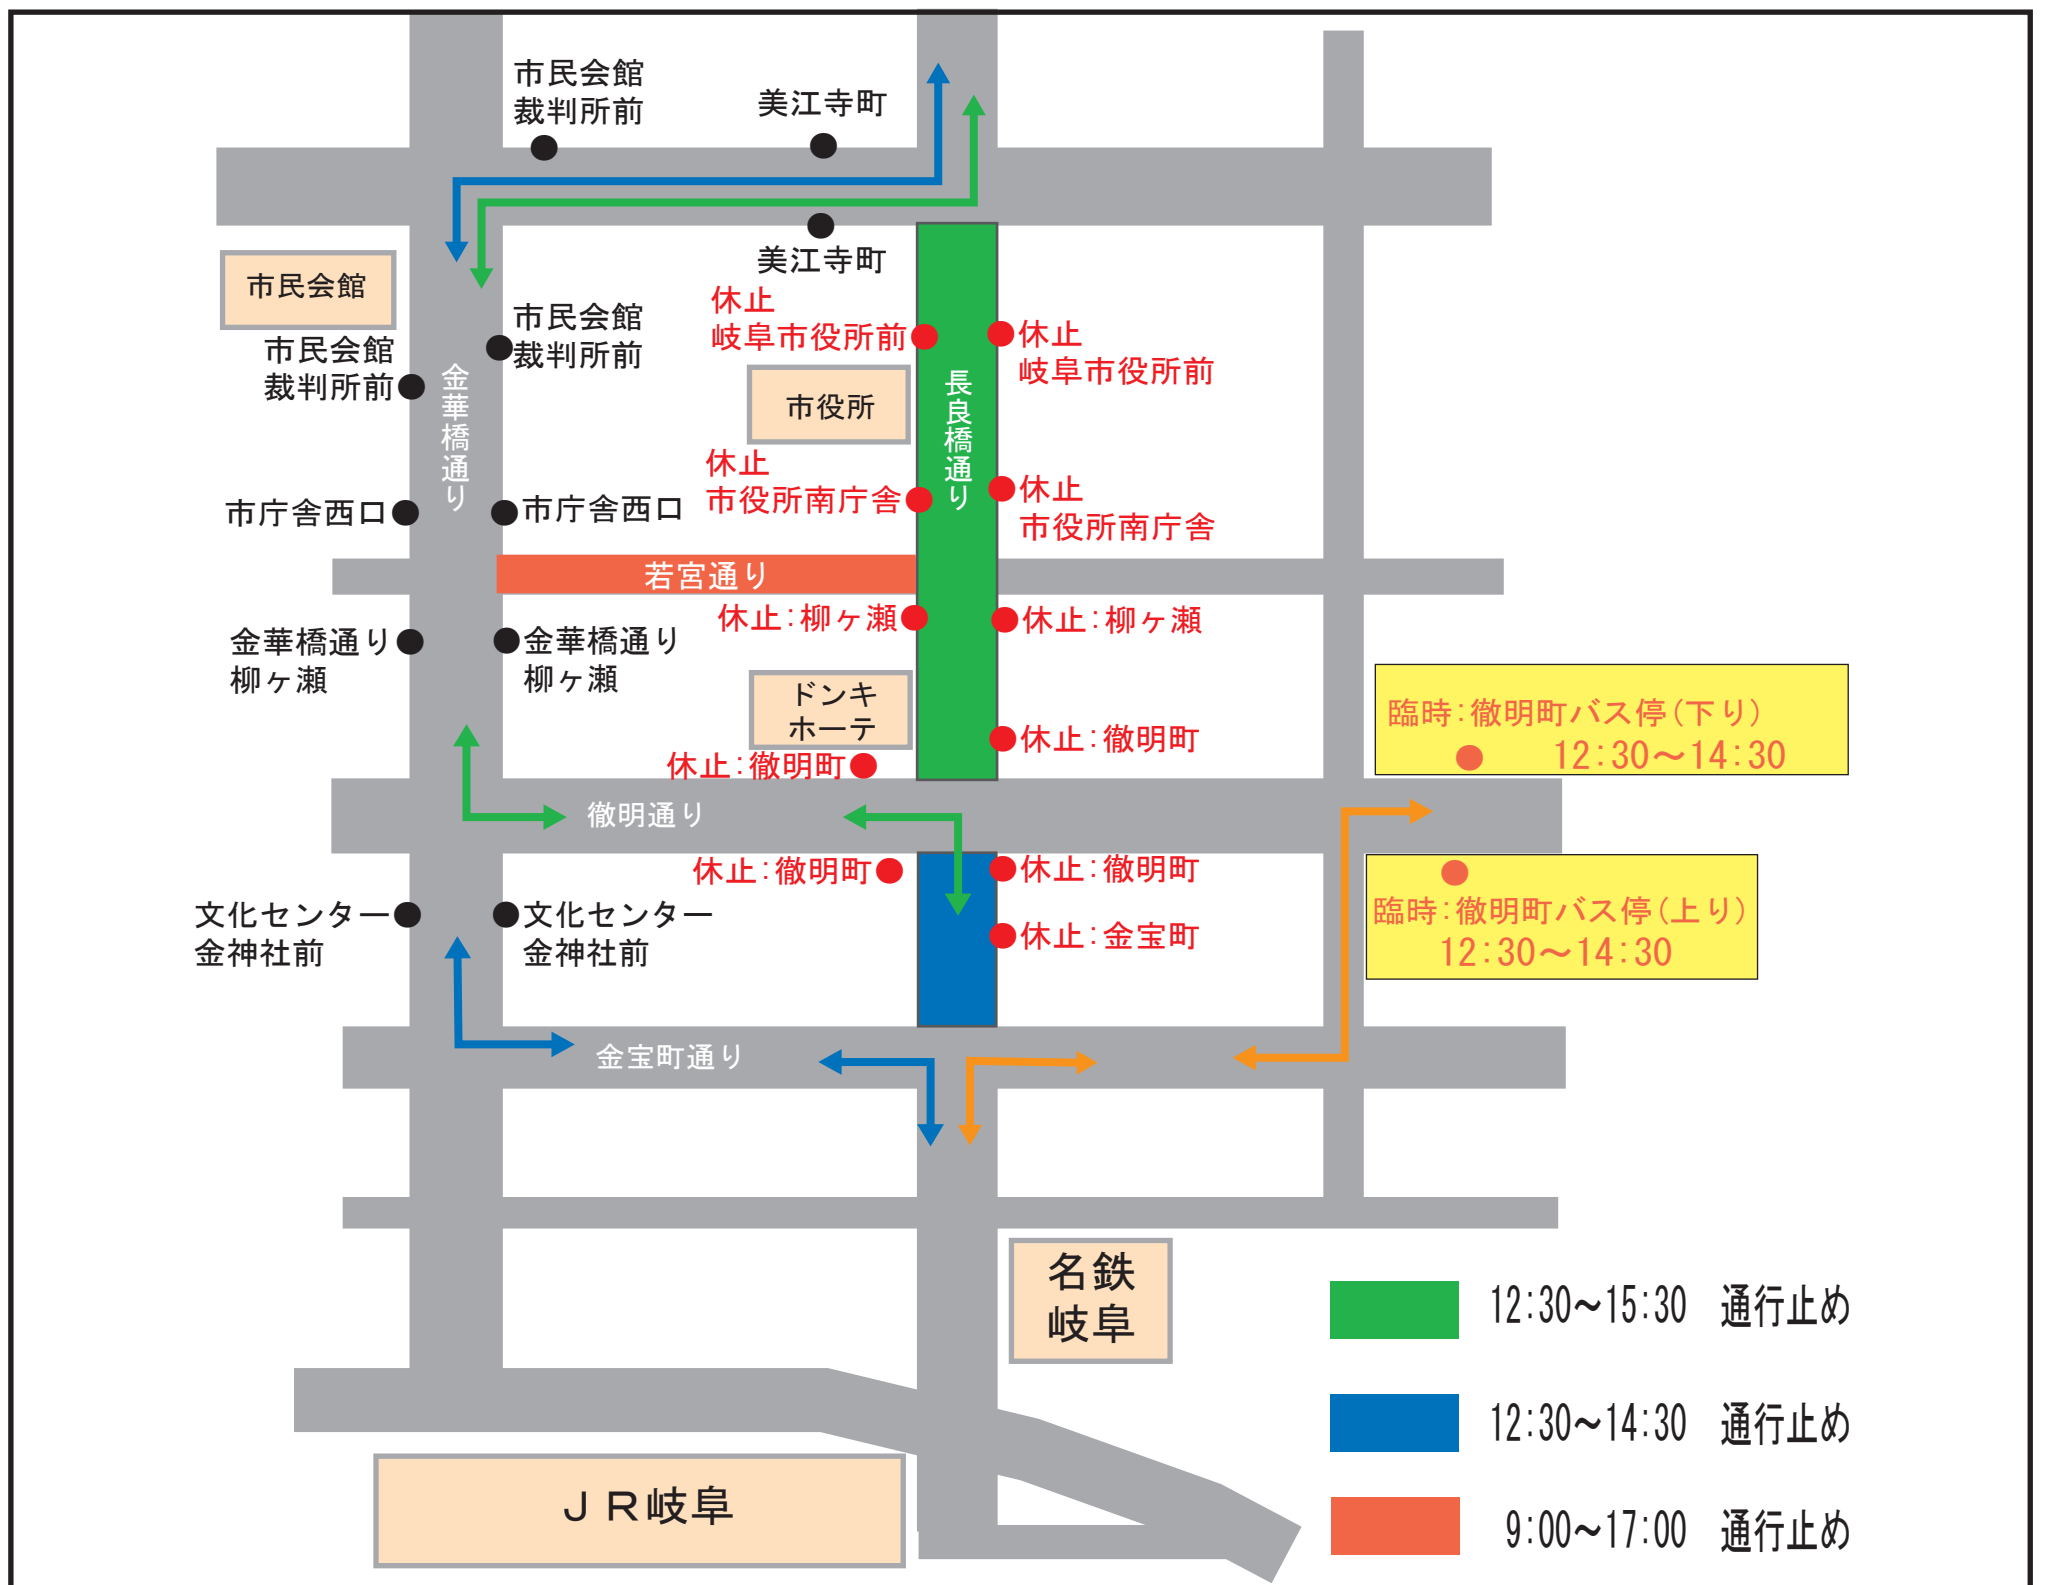 市民会館
裁判所前
美江寺町
美江寺町
市民会館
市民会館
裁判所前
市民会館
裁判所前
金華橋通り
休止
岐阜市役所前
休止
岐阜市役所前
市役所
長良橋通り
休止
市役所南庁舎
休止
市役所南庁舎
市庁舎西口
市庁舎西口
若宮通り
休止:柳ヶ瀬
休止:柳ヶ瀬
金華橋通り
柳ヶ瀬
金華橋通り
柳ヶ瀬
ドンキ
ホーテ
休止:徹明町
休止:徹明町
臨時:徹明町バス停(下り)
12:30～14:30
徹明通り
休止:徹明町
休止:徹明町
臨時:徹明町バス停(上り)
12:30～14:30
文化センター
金神社前
文化センター
金神社前
休止:金宝町
金宝町通り
名鉄
岐阜
ＪＲ岐阜
12:30～15:30 通行止め
12:30～14:30 通行止め
9:00～17:00 通行止め